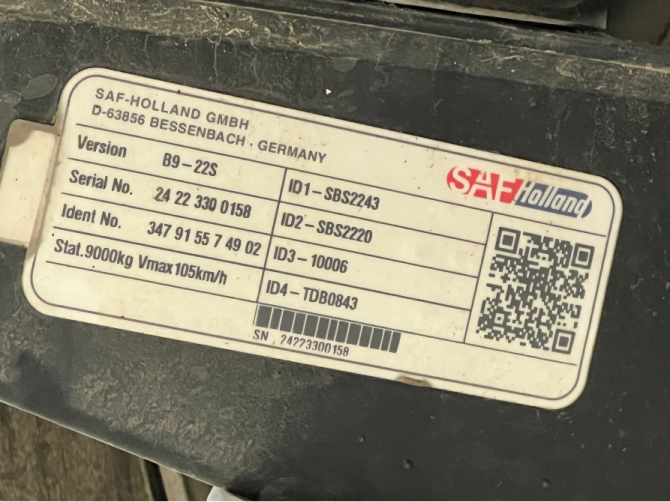 SAF-HOLLAND GMBH
D-63856 BESSENBACH . GERMANY
SAF Holland
Version B9-22S
Serial No. 24 22 330 0158
Ident No. 347 91 55 7 49 02
Stat.9000kg Vmax105km/h
ID1-SBS2243
ID2-SBS2220
ID3-10006
ID4-TDB0843
SN . 24223300158